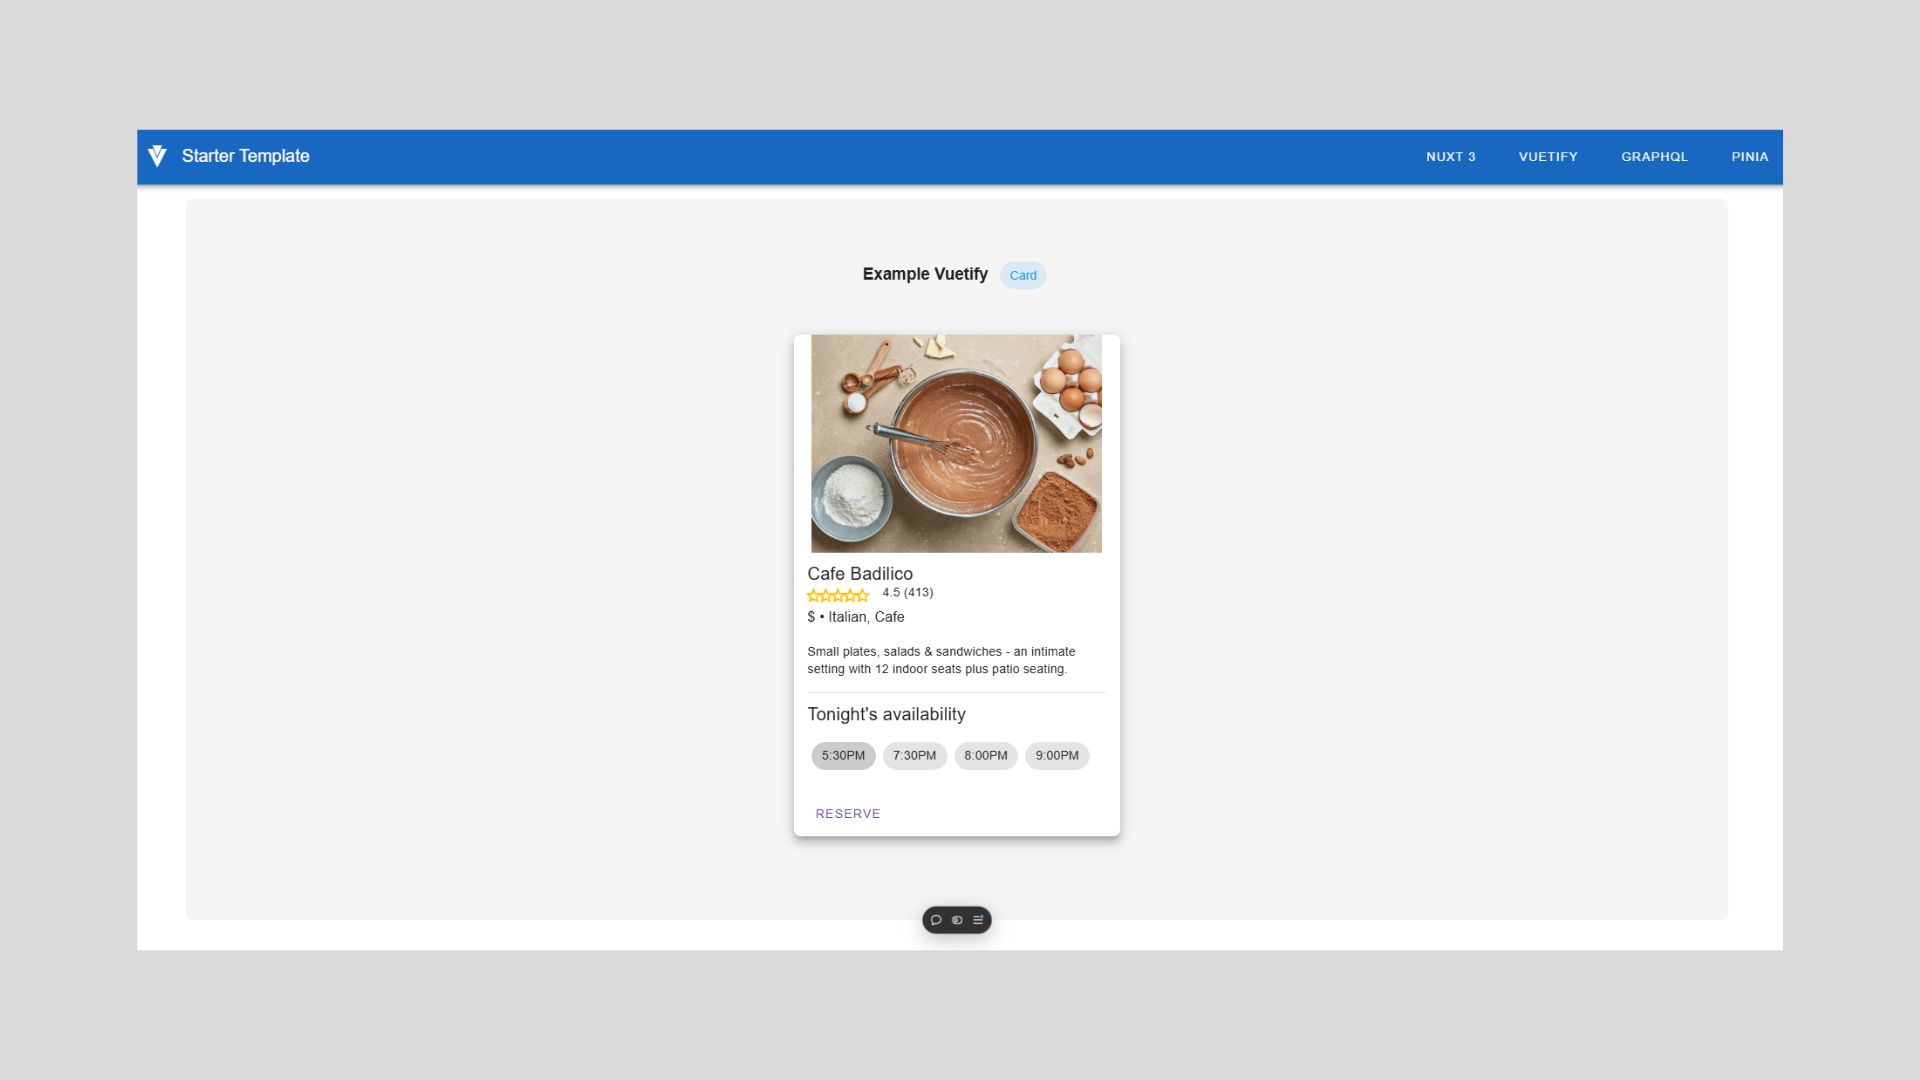 Starter Template
NUXT 3
VUETIFY
GRAPHQL
PINIA
Example Vuetify
Card
Cafe Badilico
4.5 (413)
$ • Italian, Cafe
Small plates, salads & sandwiches - an intimate
setting with 12 indoor seats plus patio seating.
Tonight's availability
5:30PM
7:30PM
8:00PM
9:00PM
RESERVE